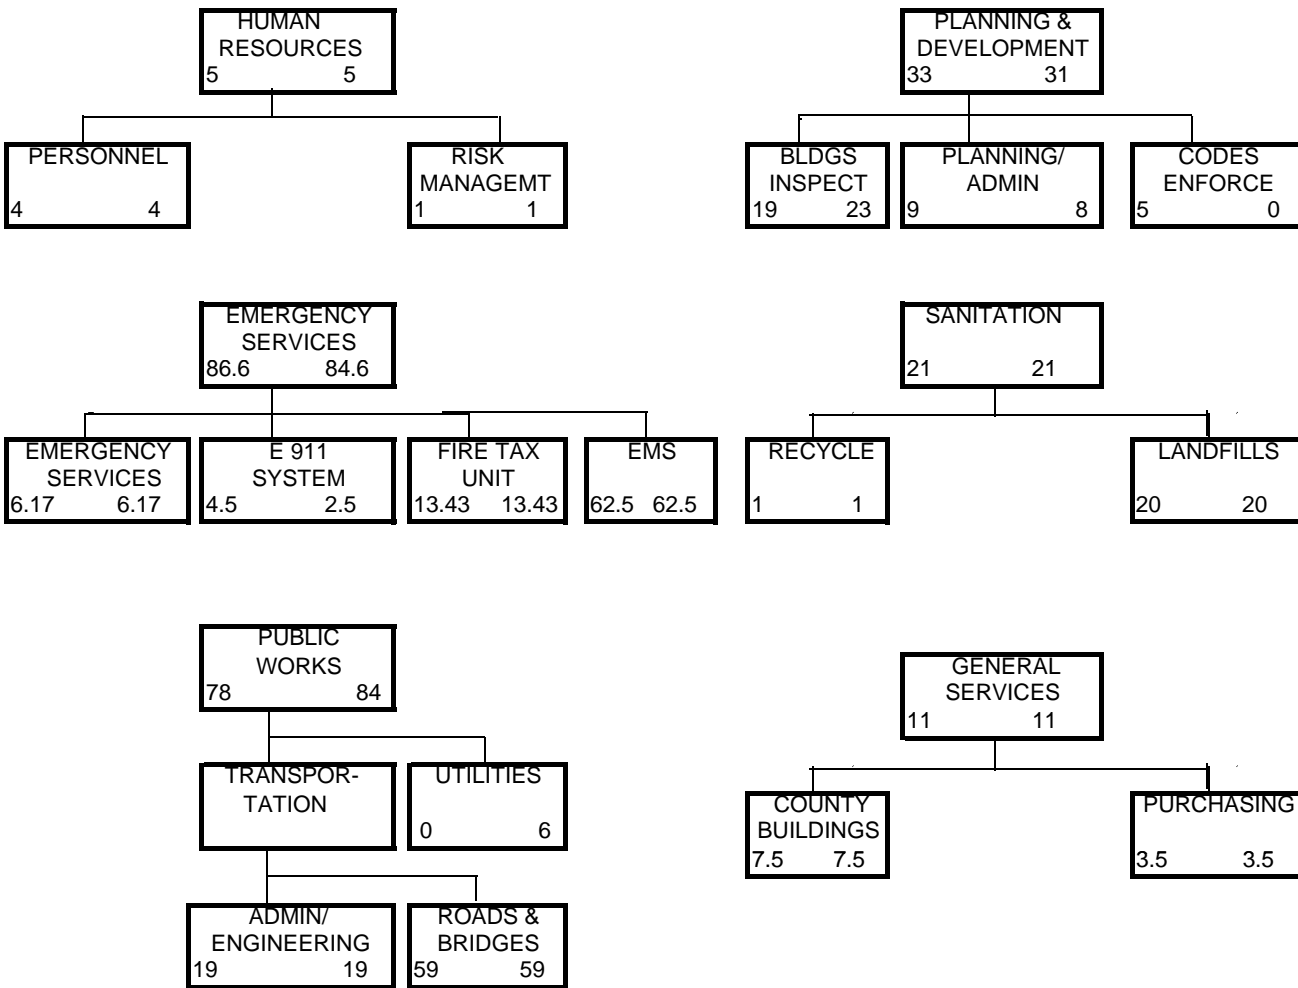 HUMAN
RESOURCES
5 5
PERSONNEL
4 4
RISK
MANAGEMT
1 1
PLANNING &
DEVELOPMENT
33 31
BLDGS
INSPECT
19 23
PLANNING/
ADMIN
9 8
CODES
ENFORCE
5 0
EMERGENCY
SERVICES
86.6 84.6
EMERGENCY
SERVICES
6.17 6.17
E 911
SYSTEM
4.5 2.5
FIRE TAX
UNIT
13.43 13.43
EMS
62.5 62.5
SANITATION
21 21
RECYCLE
1 1
LANDFILLS
20 20
PUBLIC
WORKS
78 84
TRANSPOR-
TATION
UTILITIES
0 6
ADMIN/
ENGINEERING
19 19
ROADS &
BRIDGES
59 59
GENERAL
SERVICES
11 11
COUNTY
BUILDINGS
7.5 7.5
PURCHASING
3.5 3.5